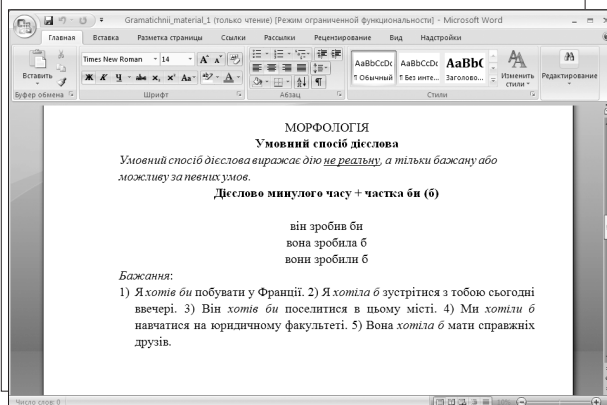 Gramatichnii_material_1 (только чтение) [Режим ограниченной функциональности] - Microsoft Word
Главная Вставка Разметка страницы Ссылки Рассылки Рецензирование Вид Надстройки
Times New Roman 14
AaBbCcDc AaBbCcDc AaBbC
Вставить
¶ Обычный ¶ Без инте... Заголово...
Изменить стили
Редактирование
Буфер обмена Шрифт Абзац Стили
МОРФОЛОГІЯ
Умовний спосіб дієслова
Умовний спосіб дієслова виражає дію не реальну, а тільки бажану або
можливу за певних умов.
Дієслово минулого часу + частка би (б)
він зробив би
вона зробила б
вони зробили б
Бажання:
1) Я хотів би побувати у Франції. 2) Я хотіла б зустрітися з тобою сьогодні
ввечері. 3) Він хотів би поселитися в цьому місті. 4) Ми хотіли б
навчатися на юридичному факультеті. 5) Вона хотіла б мати справжніх
друзів.
Число слов: 0